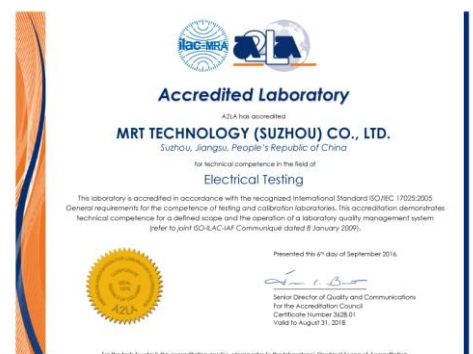 ilac-MRA
A2LA
Accredited Laboratory
A2LA has accredited
MRT TECHNOLOGY (SUZHOU) CO., LTD.
Suzhou, Jiangsu, People's Republic of China
for technical competence in the field of
Electrical Testing
This laboratory is accredited in accordance with the recognized International Standard ISO/IEC 17025:2005
General requirements for the competence of testing and calibration laboratories. This accreditation demonstrates
technical competence for a defined scope and the operation of a laboratory quality management system
(refer to joint ISO-ILAC-IAF Communiqué dated 8 January 2009).
Presented this 6th day of September 2016.
Senior Director of Quality and Communications
For the Accreditation Council
Certificate Number 3628.01
Valid to August 31, 2018
CORPORATE
SEAL
A2LA